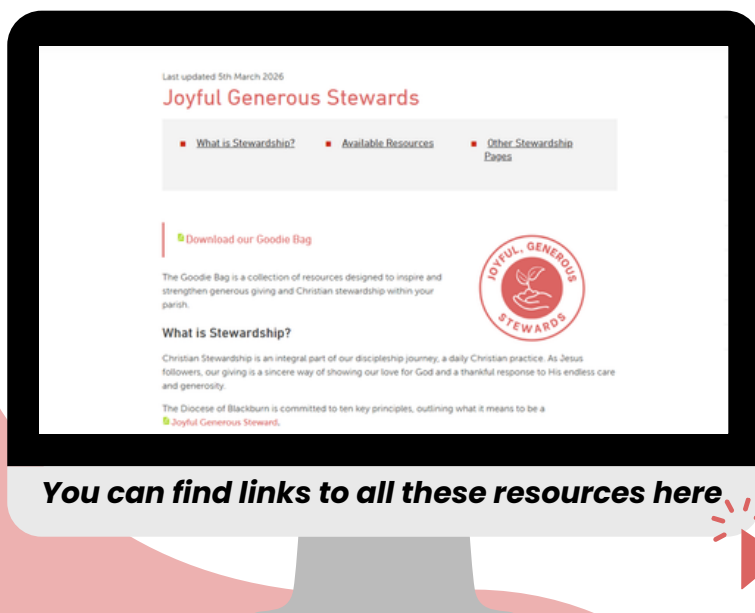 Last updated 5th March 2026
Joyful Generous Stewards
What is Stewardship?
Available Resources
Other Stewardship
Pages
Download our Goodie Bag
JOYFUL, GENEROUS
STEWARDS
The Goodie Bag is a collection of resources designed to inspire and
strengthen generous giving and Christian stewardship within your
parish.
What is Stewardship?
Christian Stewardship is an integral part of our discipleship journey, a daily Christian practice. As Jesus
followers, our giving is a sincere way of showing our love for God and a thankful response to His endless care
and generosity.
The Diocese of Blackburn is committed to ten key principles, outlining what it means to be a
Joyful Generous Steward.
You can find links to all these resources here